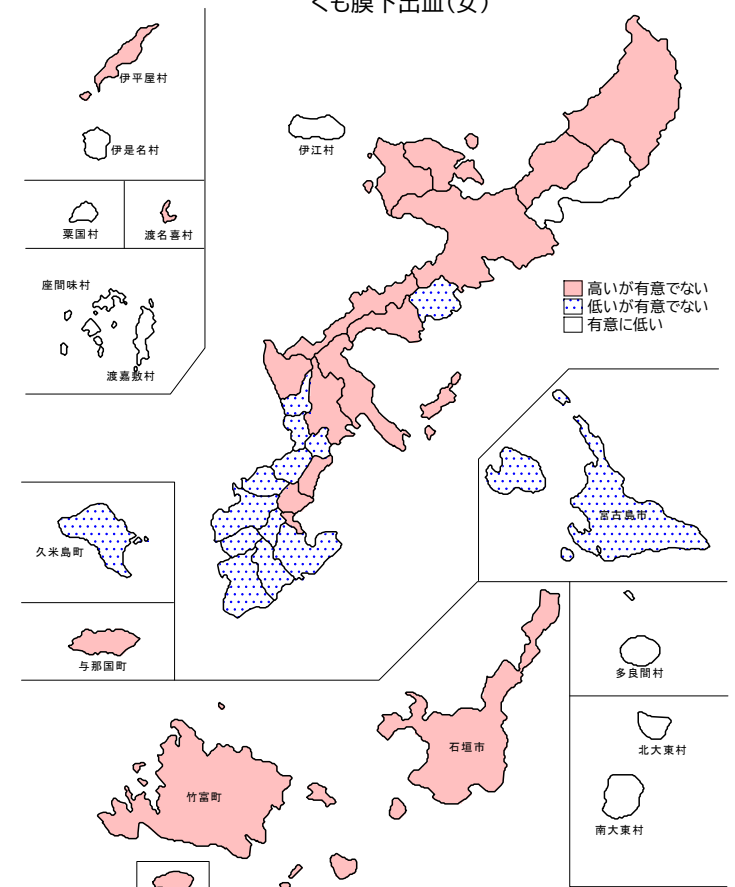 くも膜下出血(女)
伊平屋村
伊是名村
伊江村
粟国村
渡名喜村
座間味村
高いが有意でない
低いが有意でない
有意に低い
渡嘉敷村
宮古島市
久米島町
与那国町
多良間村
石垣市
北大東村
竹富町
南大東村